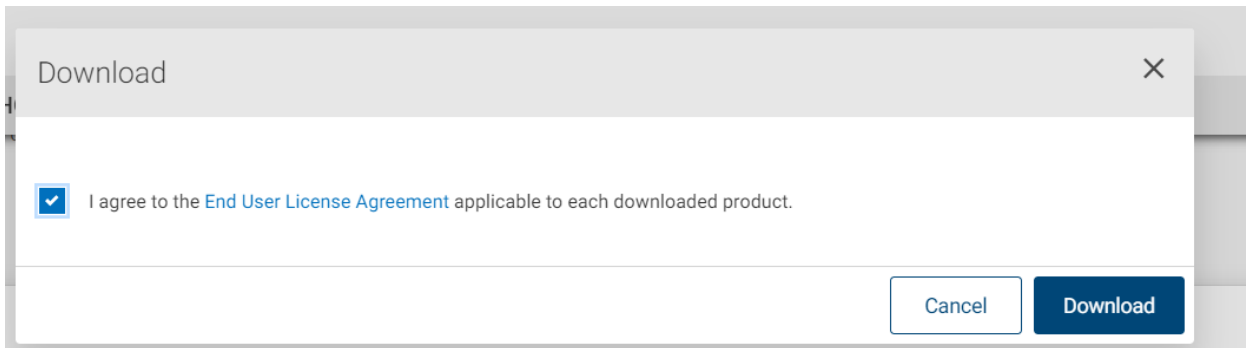 Download
I agree to the End User License Agreement applicable to each downloaded product.
Cancel
Download